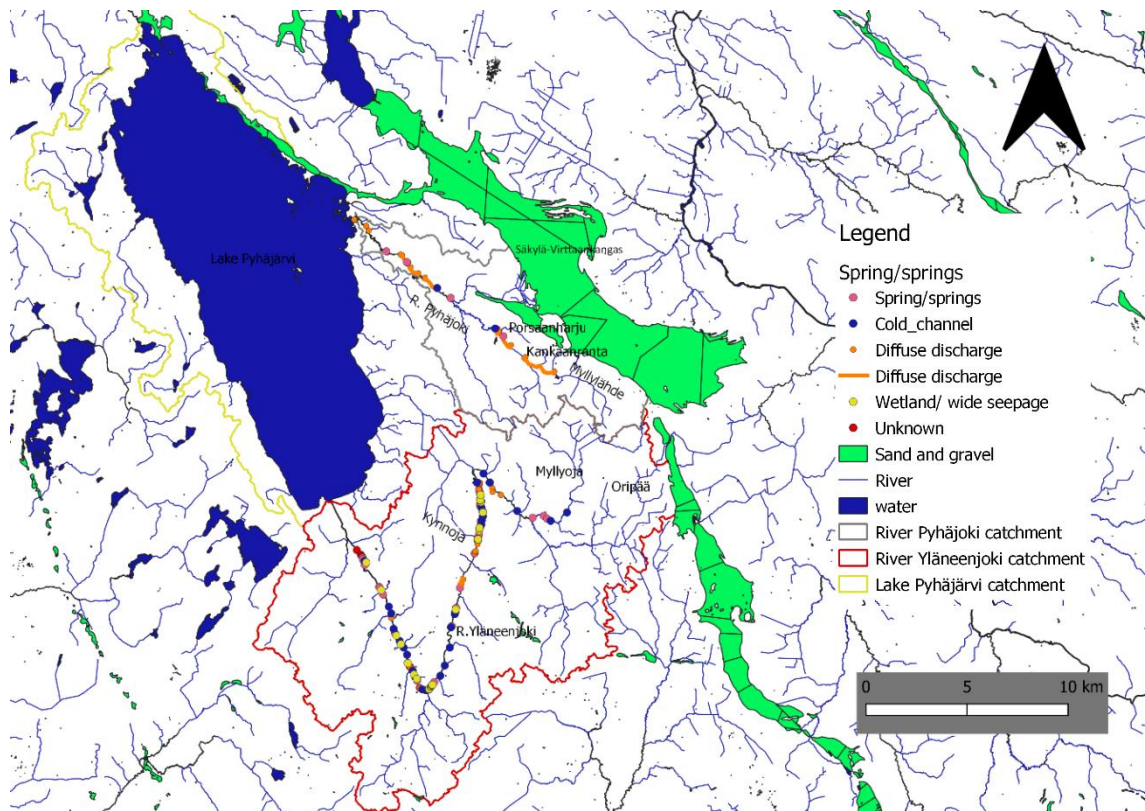 Lake Pyhäjärvi
R. Pyhäjoki
Säkylä-Virttaankangas
Porsaanharju
Kankaanranta
Myllylähde
Myllyoja
Oripää
Kynnoja
R.Yläneenjoki
Legend
Spring/springs
Spring/springs
Cold_channel
Diffuse discharge
Diffuse discharge
Wetland/ wide seepage
Unknown
Sand and gravel
River
water
River Pyhäjoki catchment
River Yläneenjoki catchment
Lake Pyhäjärvi catchment
0 5 10 km